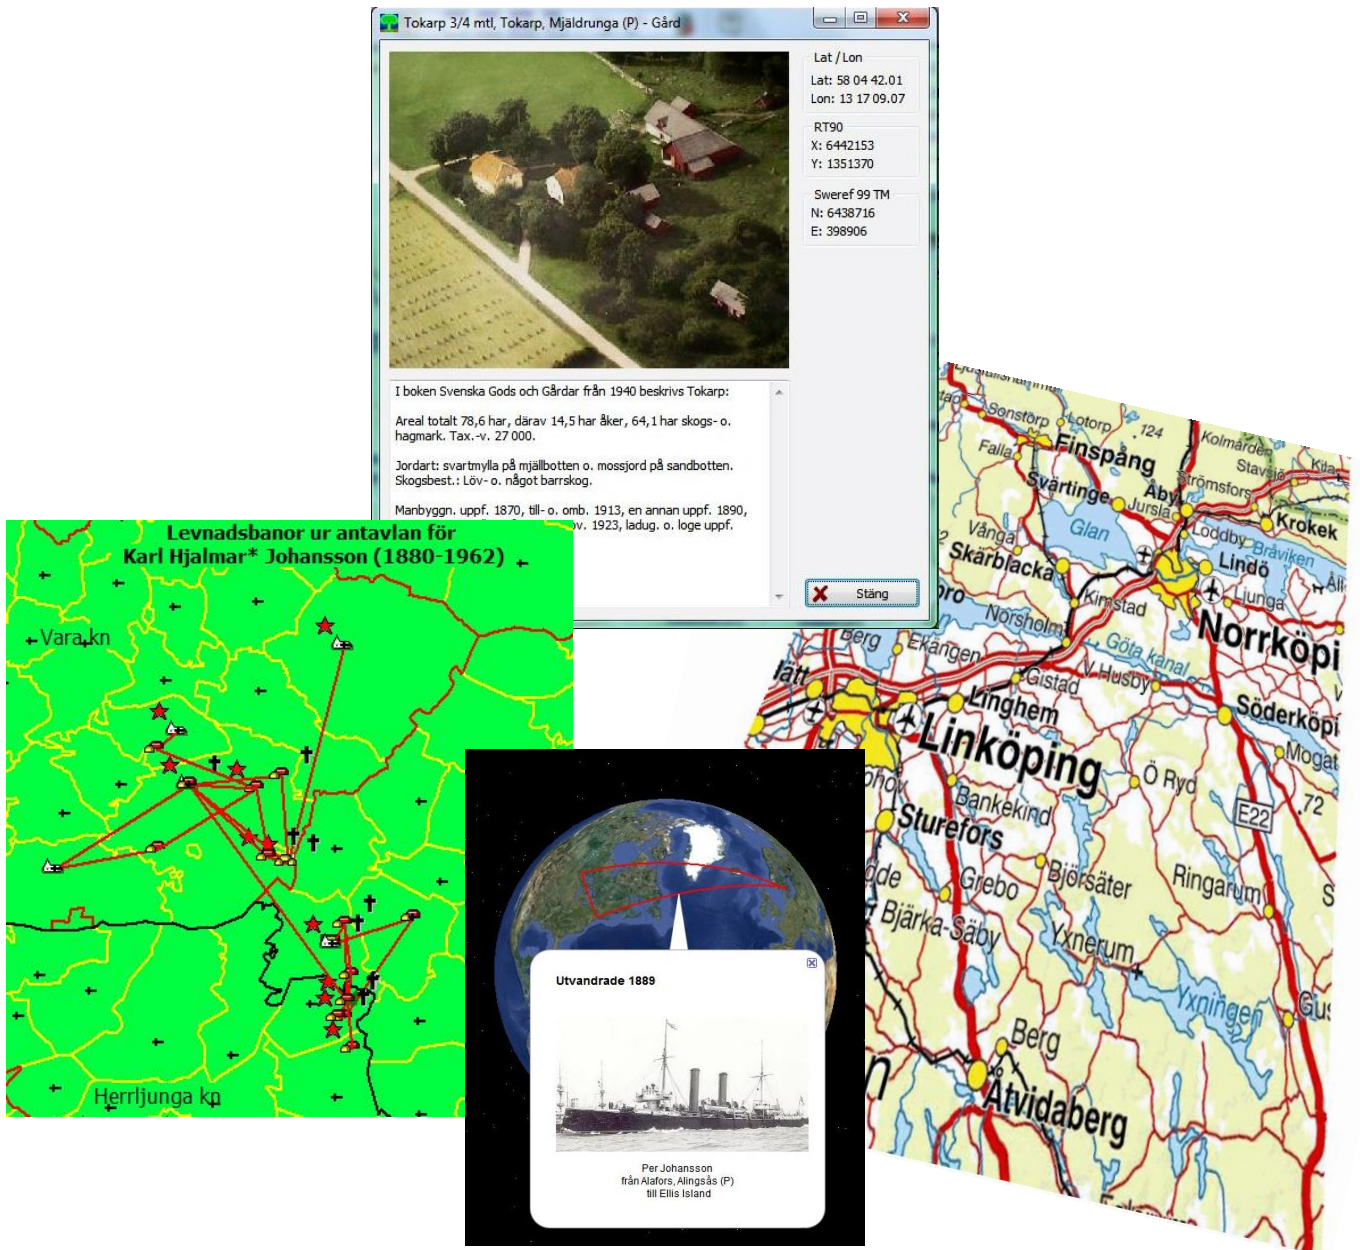 Tokarp 3/4 mtl, Tokarp, Mjäldrunga (P) - Gård
Lat / Lon
Lat: 58 04 42.01
Lon: 13 17 09.07
RT90
X: 6442153
Y: 1351370
Sweref 99 TM
N: 6438716
E: 398906
I boken Svenska Gods och Gårdar från 1940 beskrivs Tokarp:
Areal totalt 78,6 har, därav 14,5 har åker, 64,1 har skogs- o.
hagmark. Tax.-v. 27 000.
Jordart: svartmylla på mjällbotten o. mossjord på sandbotten.
Skogsbest.: Löv- o. något barrskog.
Manbyggn. uppf. 1870, till- o. omb. 1913, en annan uppf. 1890,
ov. 1923, ladug. o. loge uppf.
Stäng
Levnadsbanor ur antavlan för
Karl Hjalmar* Johansson (1880-1962)
Vara kn
Herrljunga kn
Utvandrade 1889
Per Johansson
från Alafors, Alingsås (P)
till Ellis Island
Sonstorp
Lotorp
124
Kolmården
Falla
Finspång
Stavsjö
Kila
Strömsfors
Svärtinge
Åby
Jursla
Krokek
Vånga
Glan
Loddby
Bråviken
Skärblacka
Lindö
Kimstad
Ljunga
Norsholm
Norrköpi
Berg
Ekängen
Göta kanal
Gistad
V Husby
Linghem
Söderköpi
Linköping
Mogat
Ö Ryd
Bankekind
72
E22
Sturefors
Grebo
Björsäter
Ringarum
Bjärka-Säby
Yxnerum
Yxningen
Gus
Berg
Åtvidaberg